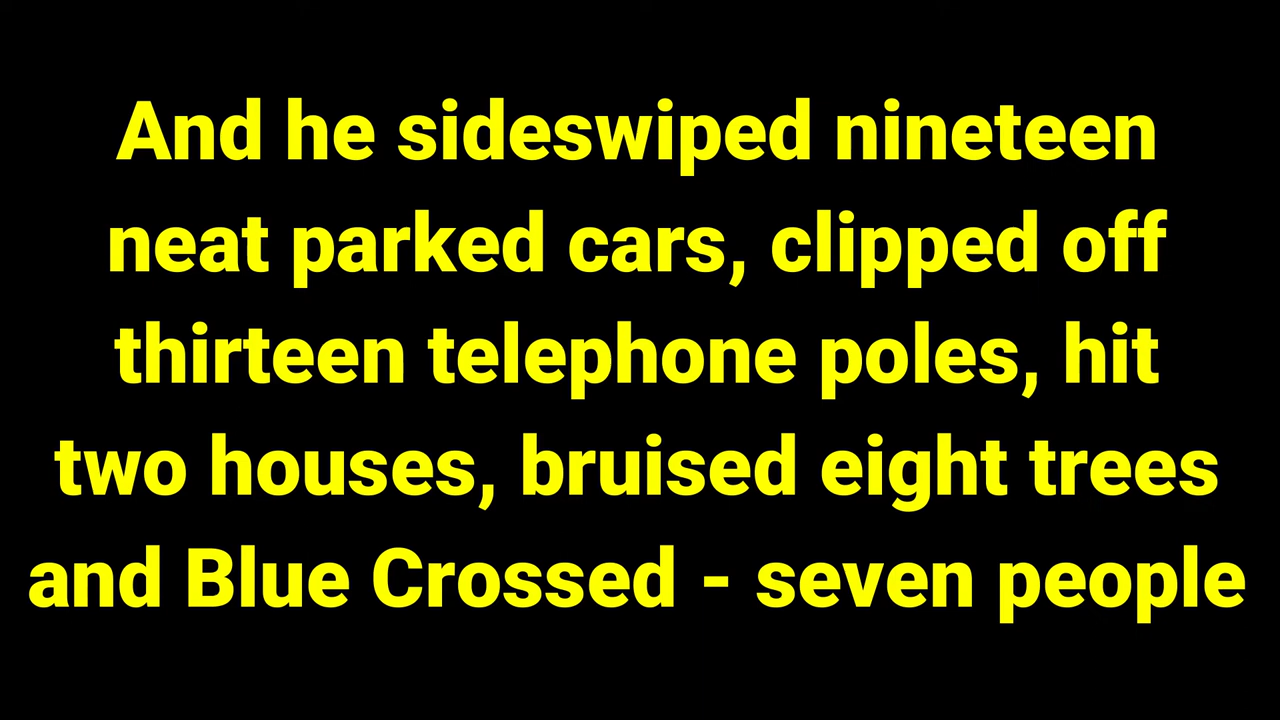 And he sideswiped nineteen
neat parked cars, clipped off
thirteen telephone poles, hit
two houses, bruised eight trees
and Blue Crossed - seven people